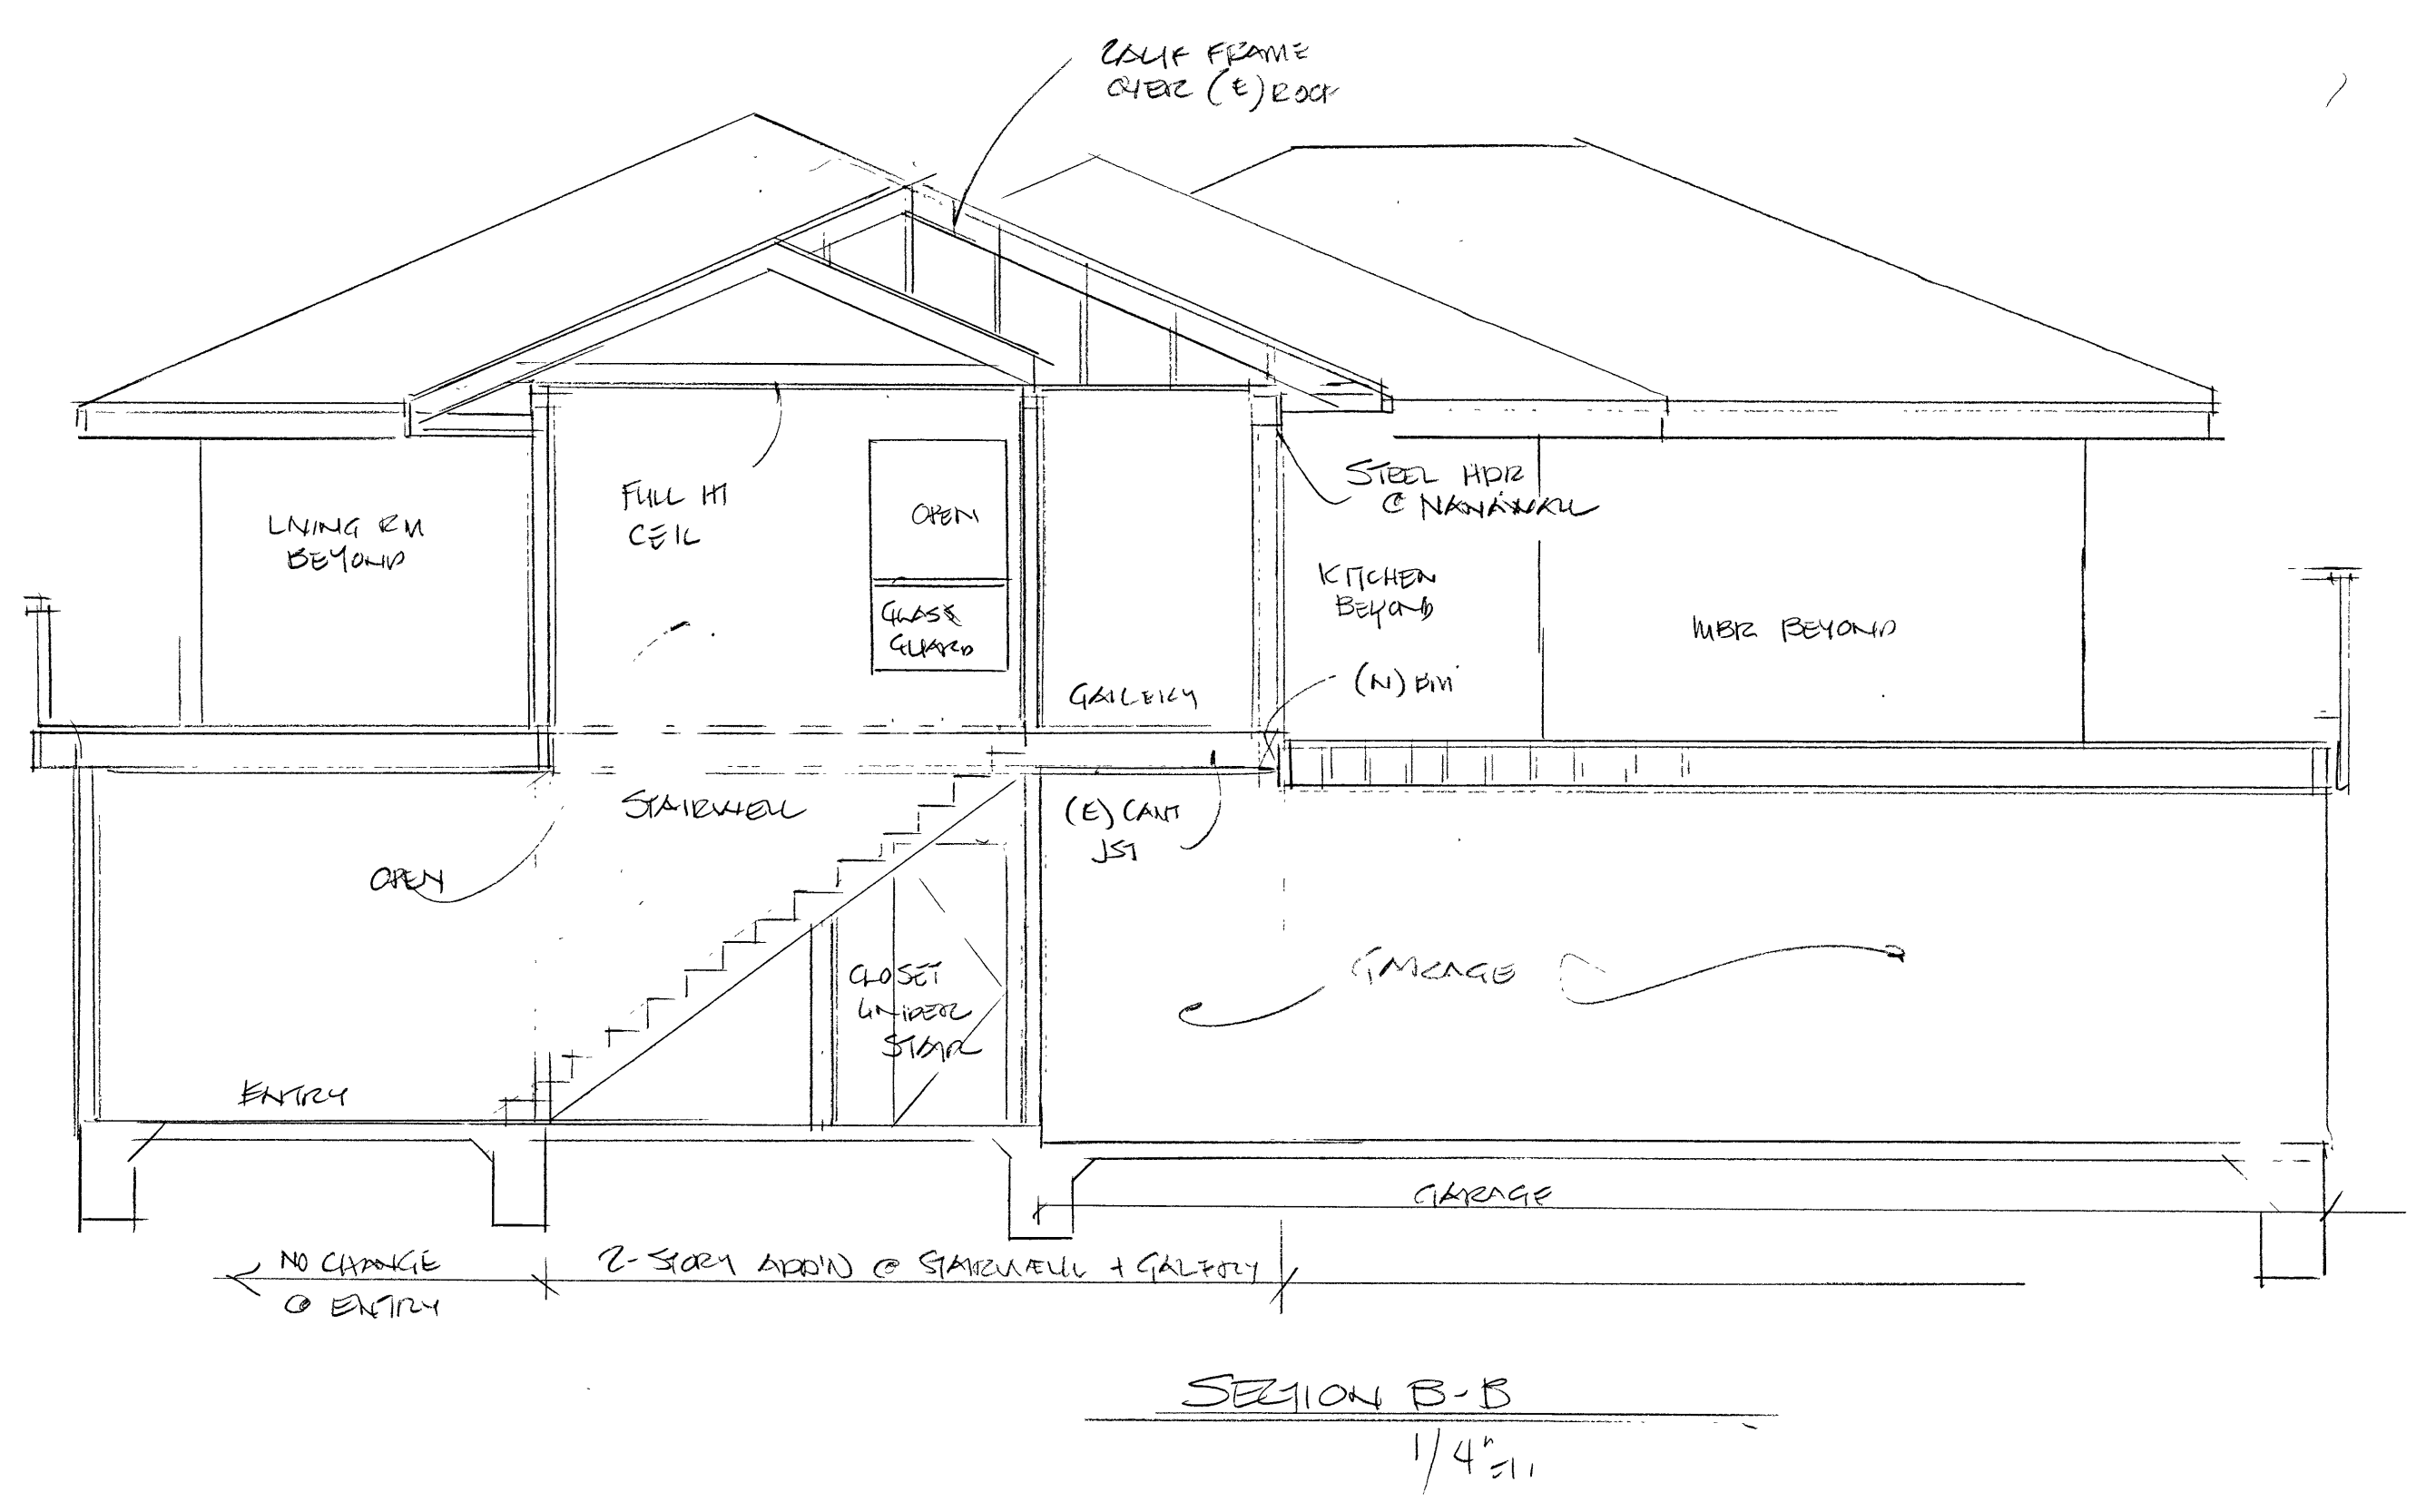 CALIF FRAME
OVER (E) ROOF
FULL HT
CEIL
OPEN
GLASS
GUARD
LIVING RM
BEYOND
STEEL HDR
@ NANAWALL
KITCHEN
BEYOND
MBR BEYOND
(N) BM
GALLERY
STAIRWELL
(E) CANT
JST
OPEN
GARAGE
CLOSET
UNDER
STAIR
ENTRY
GARAGE
NO CHANGE
@ ENTRY
2-STORY ADD'N @ STAIRWELL + GALLERY
SECTION B-B
1/4"=1'